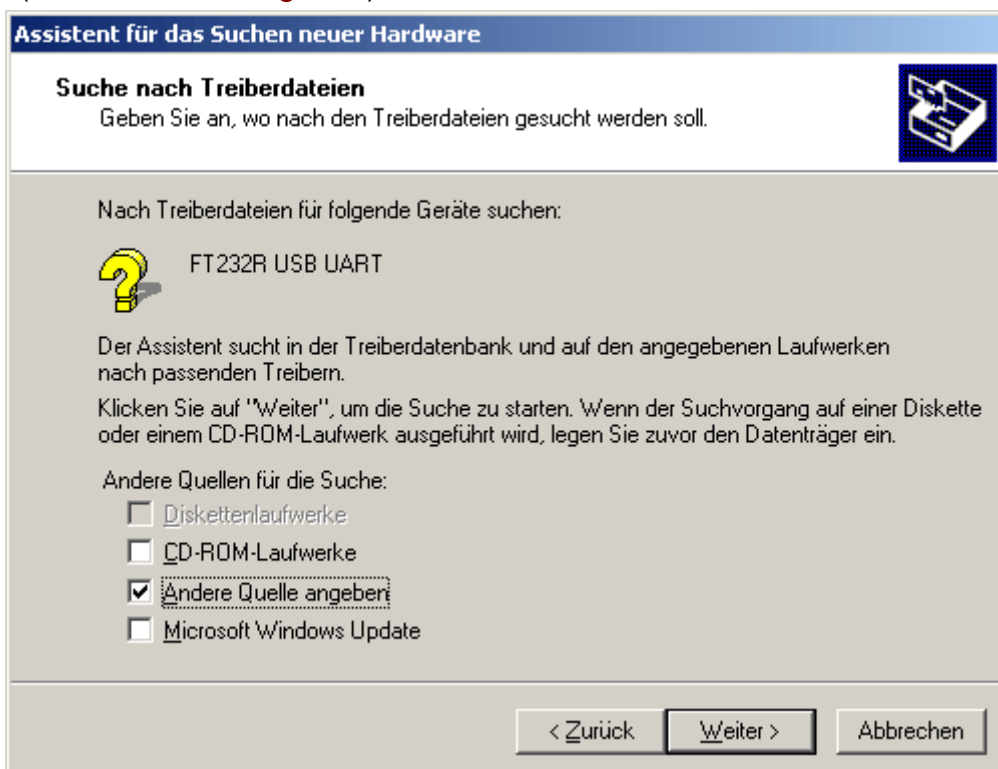 Assistent für das Suchen neuer Hardware
Suche nach Treiberdateien
Geben Sie an, wo nach den Treiberdateien gesucht werden soll.
Nach Treiberdateien für folgende Geräte suchen:
FT232R USB UART
Der Assistent sucht in der Treiberdatenbank und auf den angegebenen Laufwerken
nach passenden Treibern.
Klicken Sie auf "Weiter", um die Suche zu starten. Wenn der Suchvorgang auf einer Diskette
oder einem CD-ROM-Laufwerk ausgeführt wird, legen Sie zuvor den Datenträger ein.
Andere Quellen für die Suche:
Diskettenlaufwerke
CD-ROM-Laufwerke
Andere Quelle angeben
Microsoft Windows Update
< Zurück
Weiter >
Abbrechen